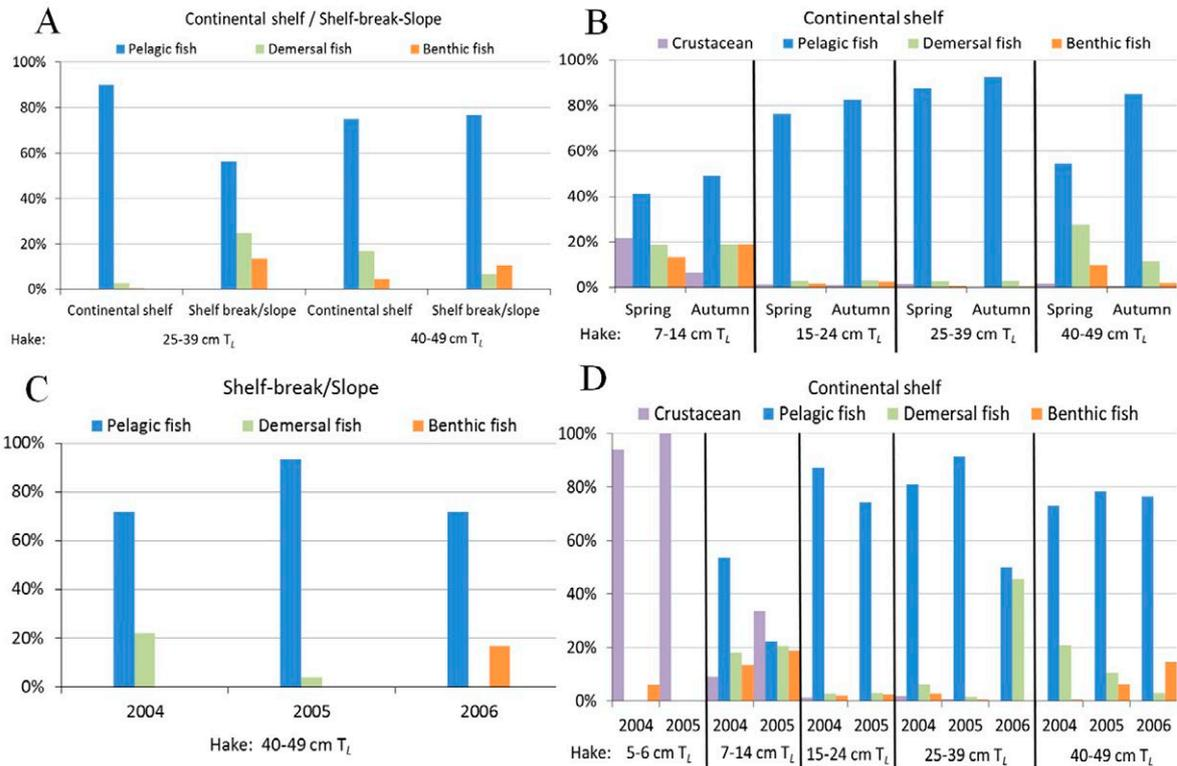 A
Continental shelf / Shelf-break-Slope
Pelagic fish Demersal fish Benthic fish
100%
80%
60%
40%
20%
0%
Continental shelf Shelf break/slope Continental shelf Shelf break/slope
Hake: 25-39 cm TL 40-49 cm TL
B
Continental shelf
Crustacean Pelagic fish Demersal fish Benthic fish
100%
80%
60%
40%
20%
0%
Spring Autumn Spring Autumn Spring Autumn Spring Autumn
Hake: 7-14 cm TL 15-24 cm TL 25-39 cm TL 40-49 cm TL
C
Shelf-break/Slope
Pelagic fish Demersal fish Benthic fish
100%
80%
60%
40%
20%
0%
2004 2005 2006
Hake: 40-49 cm TL
D
Continental shelf
Crustacean Pelagic fish Demersal fish Benthic fish
100%
80%
60%
40%
20%
0%
2004 2005 2004 2005 2004 2005 2004 2005 2006 2004 2005 2006
Hake: 5-6 cm TL 7-14 cm TL 15-24 cm TL 25-39 cm TL 40-49 cm TL